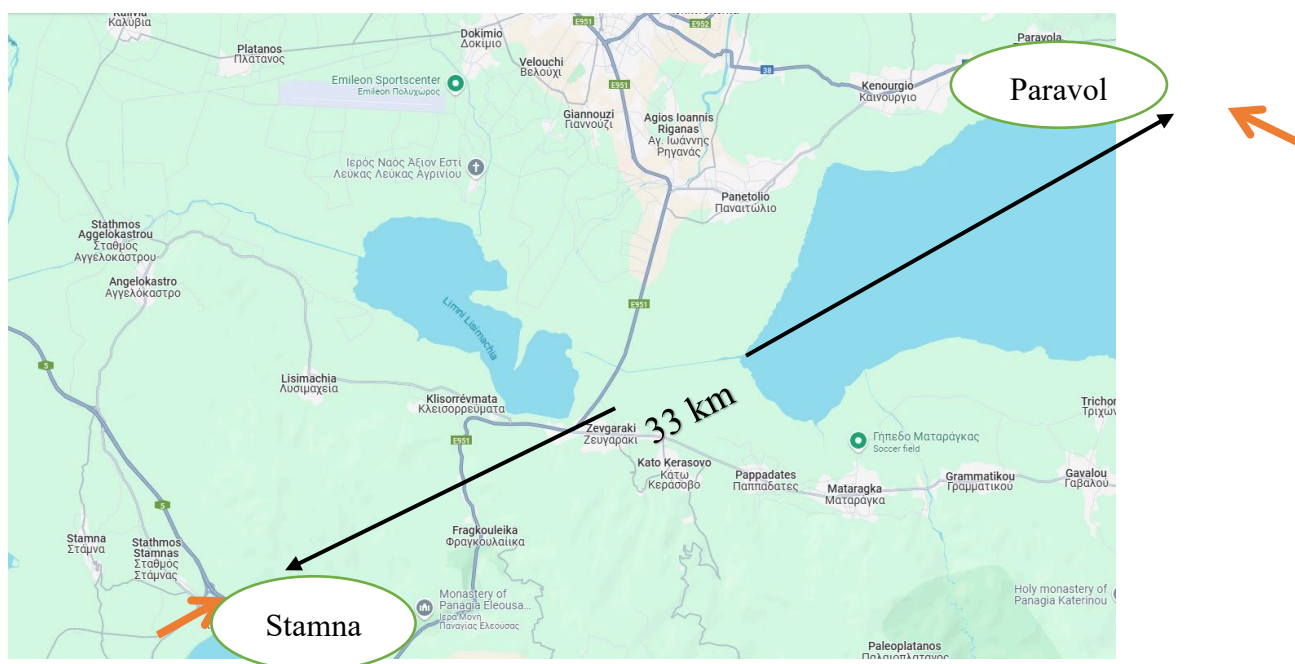 Καλύβια
E951
E952
Dokimio
Δοκίμιο
Platanos
Πλάτανος
Velouchi
Βελούχι
Paravola
38
Emileon Sportscenter
Emileon Πολυχώρος
E951
Kenourgio
Καινούργιο
Paravol
Giannouzi
Γιαννούζι
Agios Ioannis
Riganas
Αγ. Ιωάννης
Ρηγανάς
Ιερός Ναός Άξιον Εστί
Λεύκας Λεύκας Αγρινίου
Panetolio
Παναιτώλιο
Stathmos
Aggelokastrou
Σταθμός
Αγγελοκάστρου
Angelokastro
Αγγελόκαστρο
E951
Limni Lisimachia
5
Lisimachia
Λυσιμαχεία
Klisorrévmata
Κλεισορρεύματα
33 km
Trichor
Τριχών
E951
Zevgaraki
Ζευγαράκι
Γήπεδο Ματαράγκας
Soccer field
Kato Kerasovo
Κάτω
Κεράσοβο
Pappadates
Παππάδατες
Mataragka
Ματαράγκα
Grammatikou
Γραμματικού
Gavalou
Γαβαλού
5
Stamna
Στάμνα
Stathmos
Stamnas
Σταθμός
Στάμνας
Fragkouleika
Φραγκουλαίικα
Monastery of
Panagia Eleousa...
Ιερά Μονή
Παναγίας Ελεούσας
Holy monastery of
Panagia Katerinou
Stamna
Paleoplatanos
Παλαιοπλάτανος